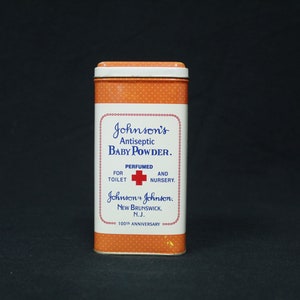 Johnson's
Antiseptic
BABY POWDER.
PERFUMED
FOR AND
TOILET NURSERY.
Johnson & Johnson.
NEW BRUNSWICK,
N.J.
100TH ANNIVERSARY